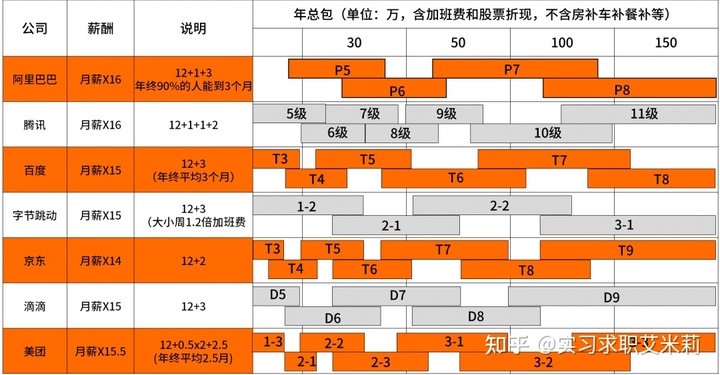 公司 薪酬 说明 年总包（单位：万，含加班费和股票折现，不含房补车补餐补等）
30 50 100 150
阿里巴巴 月薪X16 12+1+3
年终90%的人能到3个月
P5 P7
P6 P8
腾讯 月薪X16 12+1+1+2
5级 7级 9级 11级
6级 8级 10级
百度 月薪X15 12+3
（年终平均3个月）
T3 T5 T7
T4 T6 T8
字节跳动 月薪X15 12+3
（大小周1.2倍加班费
1-2 2-2
2-1 3-1
京东 月薪X14 12+2
T3 T5 T7 T9
T4 T6 T8
滴滴 月薪X15 12+3
D5 D7 D9
D6 D8
美团 月薪X15.5 12+0.5x2+2.5
(年终平均2.5月)
1-3 2-2 3-1
2-1 2-3 3-2
知乎 @实习求职艾米莉